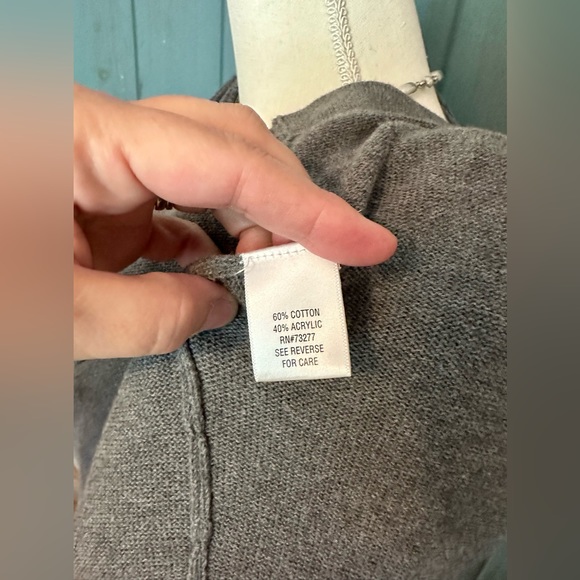 60% COTTON
40% ACRYLIC
RN#73277
SEE REVERSE
FOR CARE